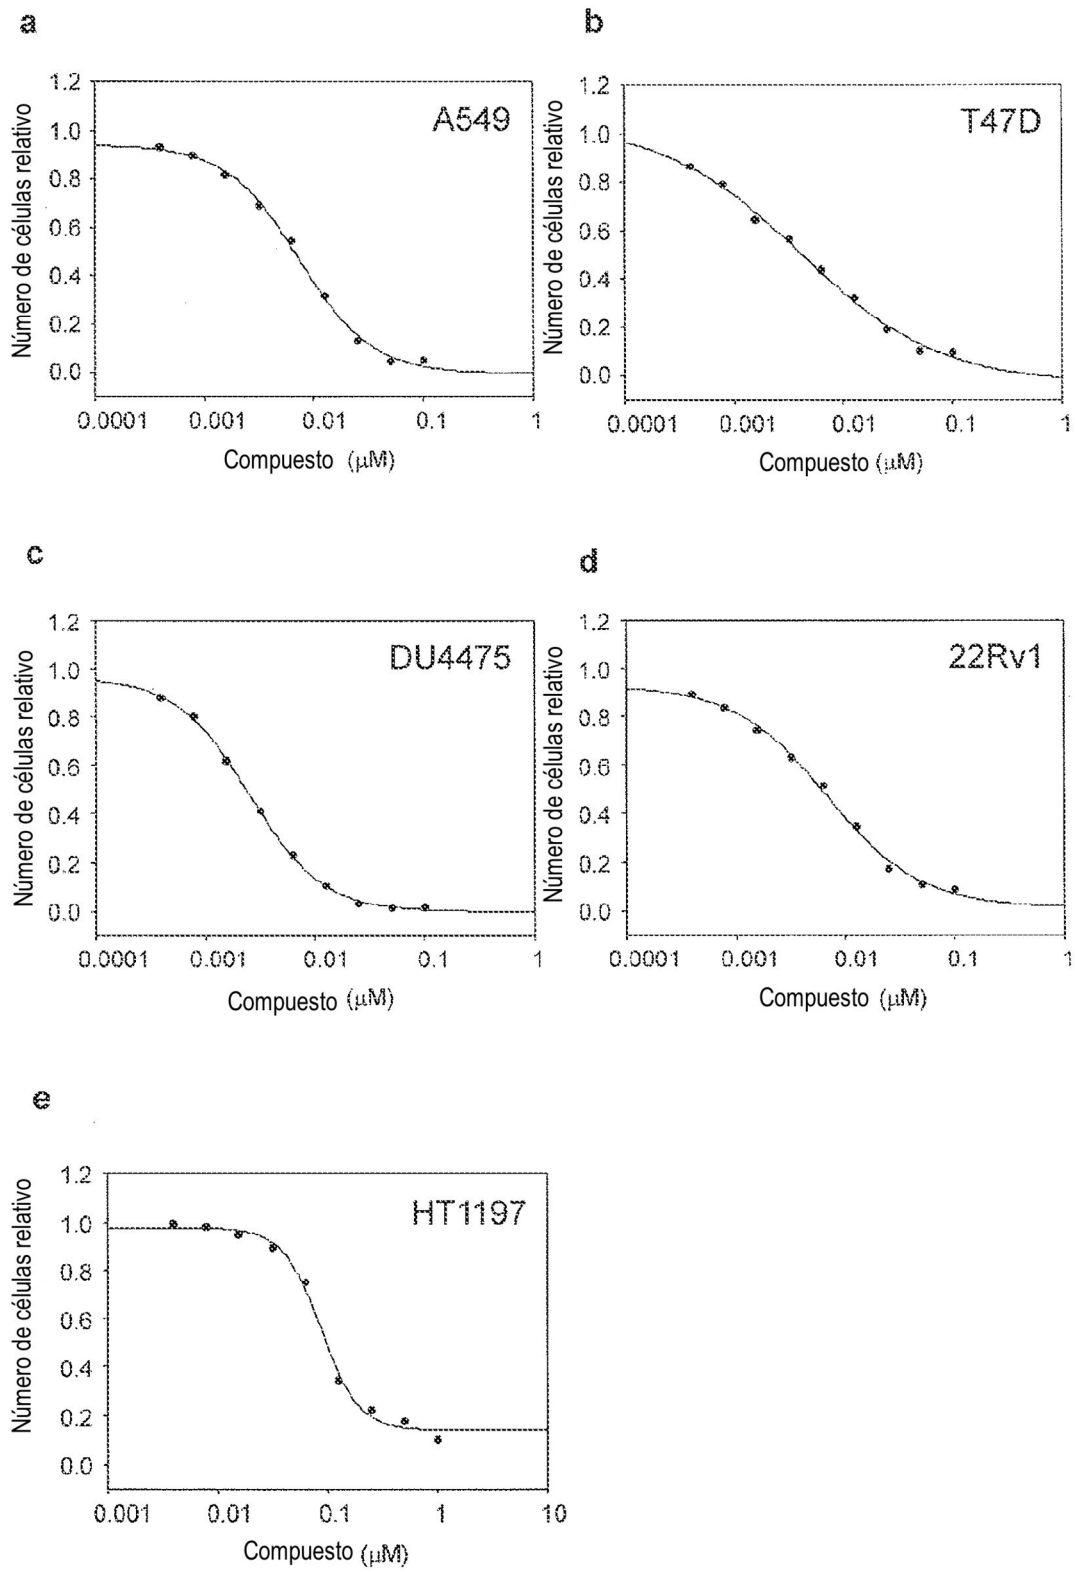 a
1.2
1.0
0.8
0.6
0.4
0.2
0.0
Número de células relativo
A549
0.0001 0.001 0.01 0.1 1
Compuesto (µM)
b
1.2
1.0
0.8
0.6
0.4
0.2
0.0
Número de células relativo
T47D
0.0001 0.001 0.01 0.1 1
Compuesto (µM)
c
1.2
1.0
0.8
0.6
0.4
0.2
0.0
Número de células relativo
DU4475
0.0001 0.001 0.01 0.1 1
Compuesto (µM)
d
1.2
1.0
0.8
0.6
0.4
0.2
0.0
Número de células relativo
22Rv1
0.0001 0.001 0.01 0.1 1
Compuesto (µM)
e
1.2
1.0
0.8
0.6
0.4
0.2
0.0
Número de células relativo
HT1197
0.001 0.01 0.1 1 10
Compuesto (µM)